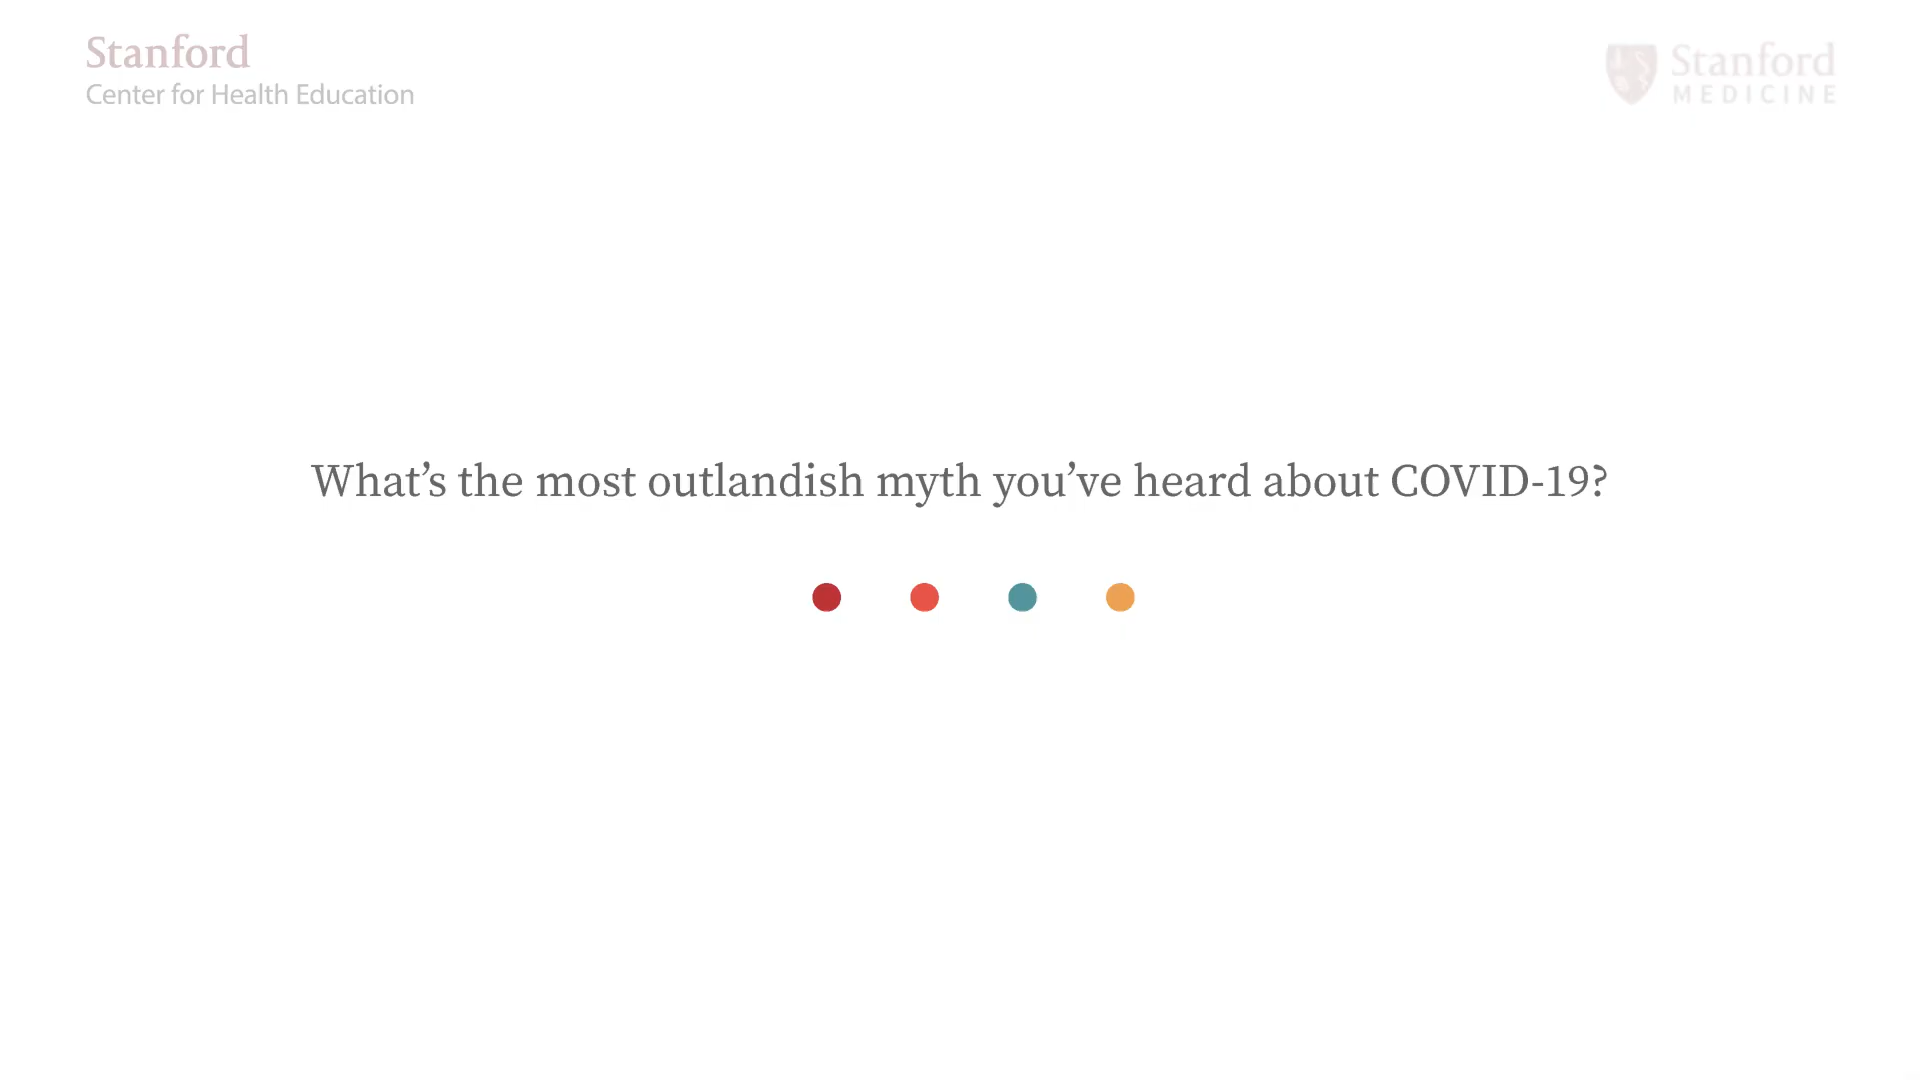 Stanford
Center for Health Education
Stanford
MEDICINE
What’s the most outlandish myth you’ve heard about COVID-19?